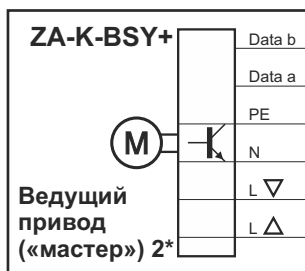 ZA-K-BSY+
Data b
Data a
PE
M
N
Ведущий
привод
(«мастер») 2*
L ▽
L △